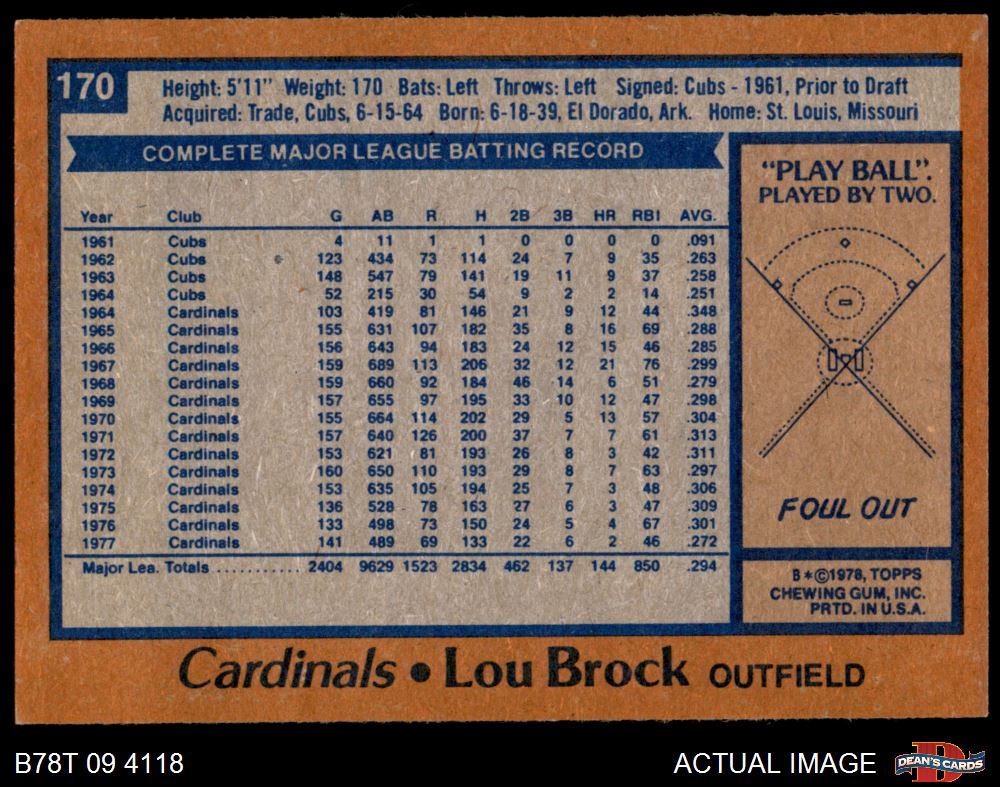 170
Height: 5'11" Weight: 170 Bats: Left Throws: Left Signed: Cubs - 1961, Prior to Draft
Acquired: Trade, Cubs, 6-15-64 Born: 6-18-39, El Dorado, Ark. Home: St. Louis, Missouri
COMPLETE MAJOR LEAGUE BATTING RECORD
Year Club G AB R H 2B 3B HR RBI AVG.
1961 Cubs 4 11 1 1 0 0 0 0 .091
1962 Cubs 123 434 73 114 24 7 9 35 .263
1963 Cubs 148 547 79 141 19 11 9 37 .258
1964 Cubs 52 215 30 54 9 2 2 14 .251
1964 Cardinals 103 419 81 146 21 9 12 44 .348
1965 Cardinals 155 631 107 182 35 8 16 69 .288
1966 Cardinals 156 643 94 183 24 12 15 46 .285
1967 Cardinals 159 689 113 206 32 12 21 76 .299
1968 Cardinals 159 660 92 184 46 14 6 51 .279
1969 Cardinals 157 655 97 195 33 10 12 47 .298
1970 Cardinals 155 664 114 202 29 5 13 57 .304
1971 Cardinals 157 640 126 200 37 7 7 61 .313
1972 Cardinals 153 621 81 193 26 8 3 42 .311
1973 Cardinals 160 650 110 193 29 8 7 63 .297
1974 Cardinals 153 635 105 194 25 7 3 48 .306
1975 Cardinals 136 528 78 163 27 6 3 47 .309
1976 Cardinals 133 498 73 150 24 5 4 67 .301
1977 Cardinals 141 489 69 133 22 6 2 46 .272
Major Lea. Totals ........... 2404 9629 1523 2834 462 137 144 850 .294
"PLAY BALL".
PLAYED BY TWO.
FOUL OUT
B*©1978, TOPPS
CHEWING GUM, INC.
PRTD. IN U.S.A.
Cardinals • Lou Brock OUTFIELD
B78T 09 4118
ACTUAL IMAGE
D
DEAN'S CARDS